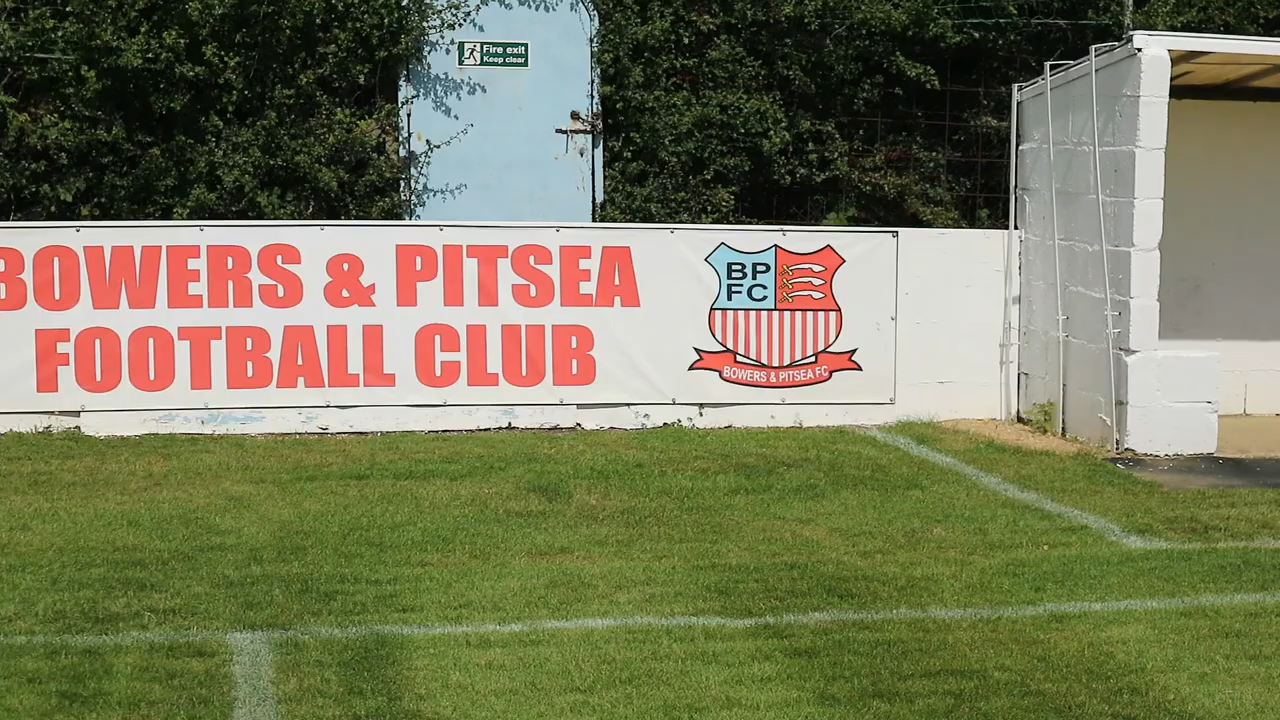 Fire exit
Keep clear
BOWERS & PITSEA
FOOTBALL CLUB
BP
FC
BOWERS & PITSEA FC